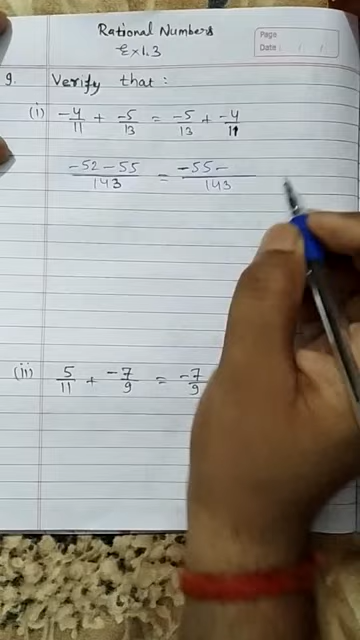 Rational Numbers
Ex 1.3
Page
Date : / /
9. Verify that :
(i) -4/11 + -5/13 = -5/13 + -4/11
-52-55/143 = -55-/143
(ii) 5/11 + -7/9 = -7/9